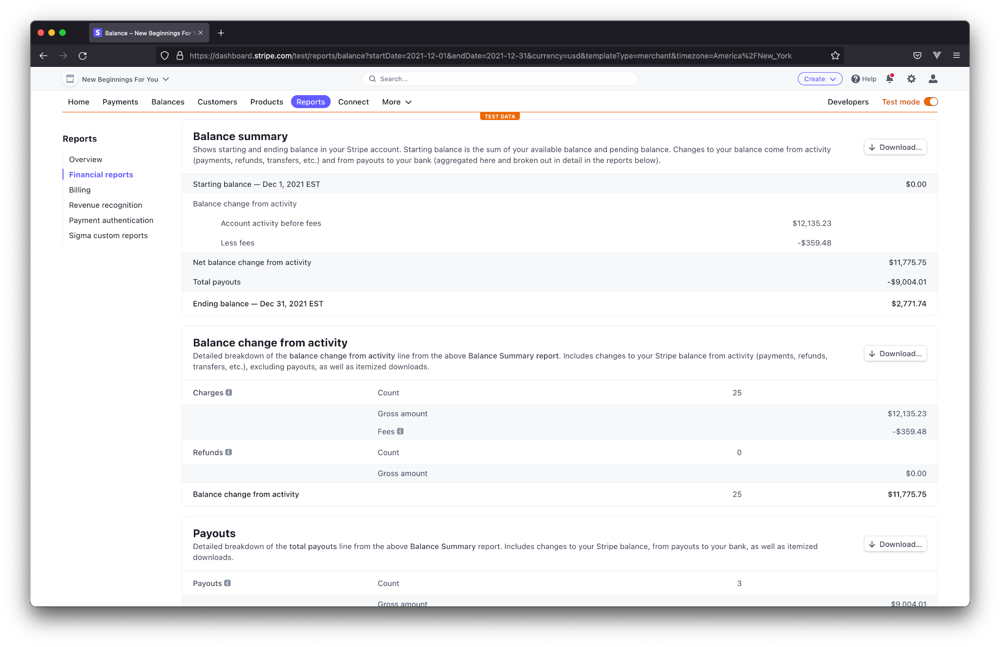 S Balance – New Beginnings For Y
https://dashboard.stripe.com/test/reports/balance?startDate=2021-12-01&endDate=2021-12-31&currency=usd&templateType=merchant&timezone=America%2FNew_York
New Beginnings For You
Search...
Create
Help
Home Payments Balances Customers Products Reports Connect More
Developers Test mode
TEST DATA
Reports
Overview
Financial reports
Billing
Revenue recognition
Payment authentication
Sigma custom reports
Balance summary
Shows starting and ending balance in your Stripe account. Starting balance is the sum of your available balance and pending balance. Changes to your balance come from activity
(payments, refunds, transfers, etc.) and from payouts to your bank (aggregated here and broken out in detail in the reports below).
Download...
Starting balance — Dec 1, 2021 EST $0.00
Balance change from activity
Account activity before fees $12,135.23
Less fees -$359.48
Net balance change from activity $11,775.75
Total payouts -$9,004.01
Ending balance — Dec 31, 2021 EST $2,771.74
Balance change from activity
Detailed breakdown of the balance change from activity line from the above Balance Summary report. Includes changes to your Stripe balance from activity (payments, refunds,
transfers, etc.), excluding payouts, as well as itemized downloads.
Download...
Charges Count 25
Gross amount $12,135.23
Fees -$359.48
Refunds Count 0
Gross amount $0.00
Balance change from activity 25 $11,775.75
Payouts
Detailed breakdown of the total payouts line from the above Balance Summary report. Includes changes to your Stripe balance, from payouts to your bank, as well as itemized
downloads.
Download...
Payouts Count 3
Gross amount $9,004.01